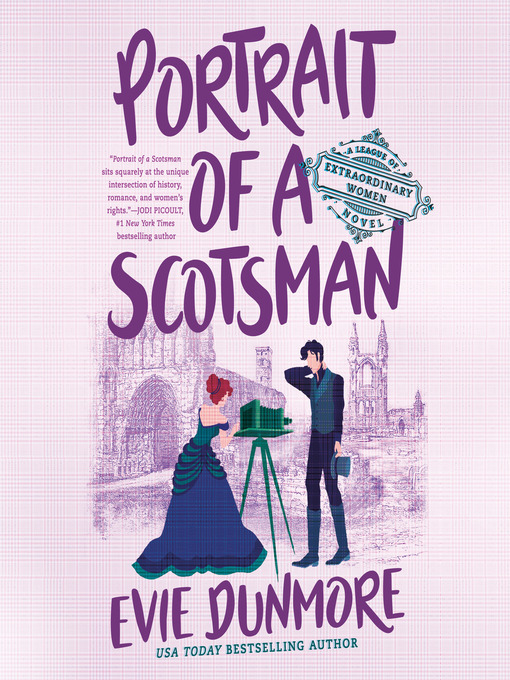 PORTRAIT
"Portrait of a Scotsman
sits squarely at the unique
intersection of history,
romance, and women's
rights."—JODI PICOULT,
#1 New York Times
bestselling author
OF A
A LEAGUE OF
EXTRAORDINARY
WOMEN
NOVEL
SCOTSMAN
EVIE DUNMORE
USA TODAY BESTSELLING AUTHOR